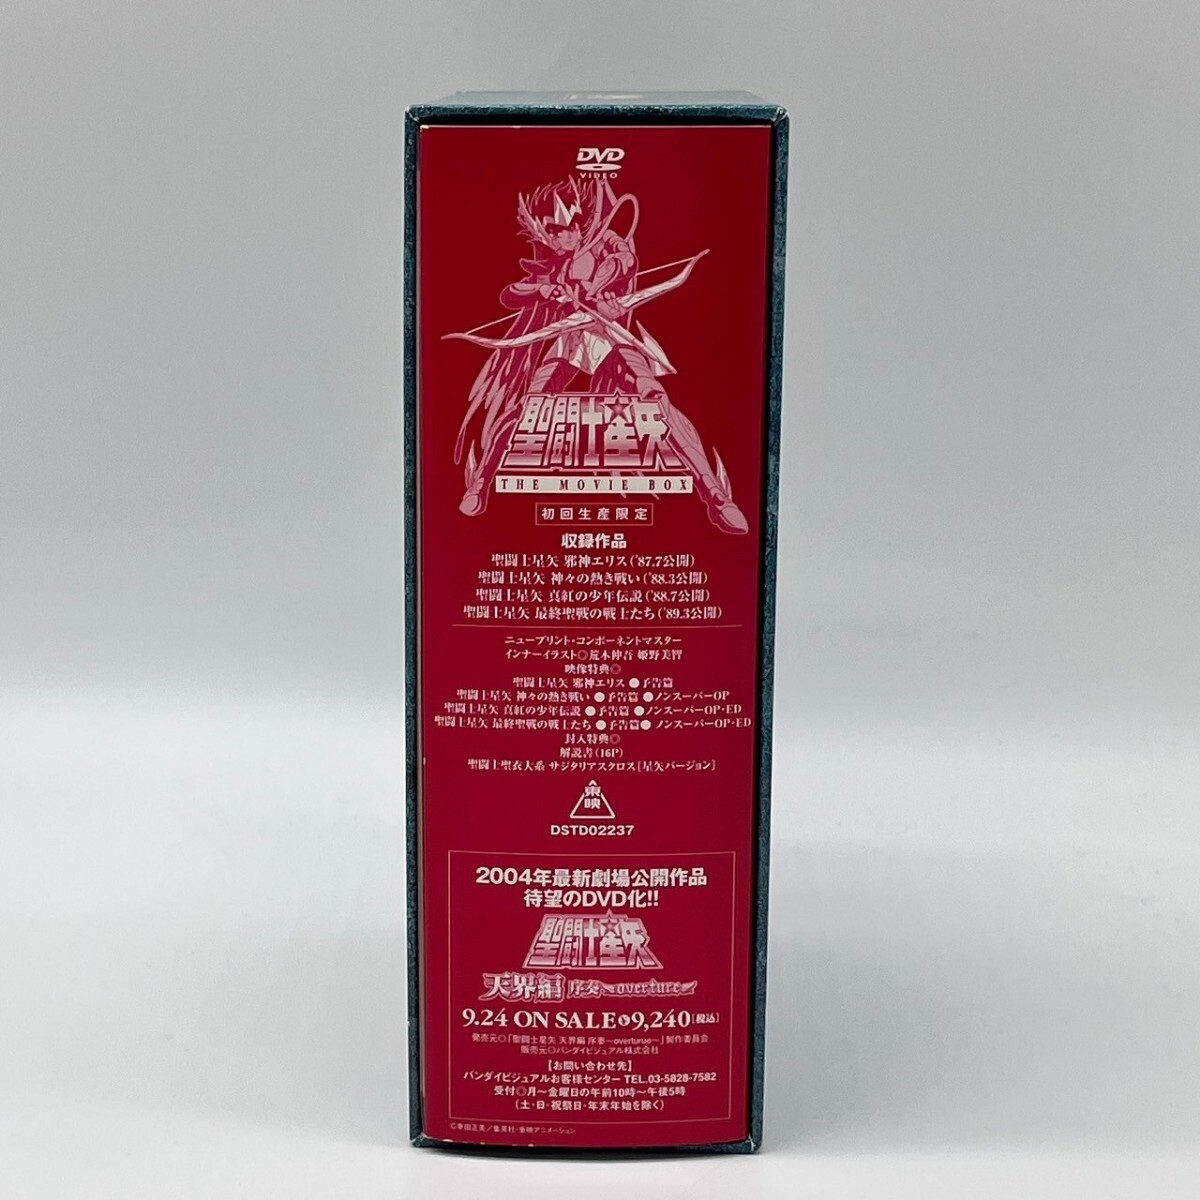 DVD
VIDEO
聖闘士星矢
THE MOVIE BOX
初回生産限定
収録作品
聖闘士星矢 邪神エリス('87.7公開)
聖闘士星矢 神々の熱き戦い('88.3公開)
聖闘士星矢 真紅の少年伝説('88.7公開)
聖闘士星矢 最終聖戦の戦士たち('89.3公開)
ニュープリント・コンポーネントマスター
インナーイラスト◎荒木伸吾 姫野美智
映像特典◎
聖闘士星矢 邪神エリス ●予告篇
聖闘士星矢 神々の熱き戦い ●予告篇 ●ノンスーパーOP
聖闘士星矢 真紅の少年伝説 ●予告篇 ●ノンスーパーOP・ED
聖闘士星矢 最終聖戦の戦士たち ●予告篇● ノンスーパーOP・ED
封入特典◎
解説書(16P)
聖闘士聖衣大系 サジタリアスクロス[星矢バージョン]
東映
DSTD02237
2004年最新劇場公開作品
待望のDVD化!!
聖闘士星矢
天界編 序奏~overture~
9.24 ON SALE ¥9,240[税込]
発売元◎「聖闘士星矢 天界編 序奏~overturue~」製作委員会
販売元◎バンダイビジュアル株式会社
【お問い合わせ先】
バンダイビジュアルお客様センター TEL.03-5828-7582
受付◎月~金曜日の午前10時~午後5時
(土・日・祝祭日・年末年始を除く)
©車田正美/集英社・東映アニメーション